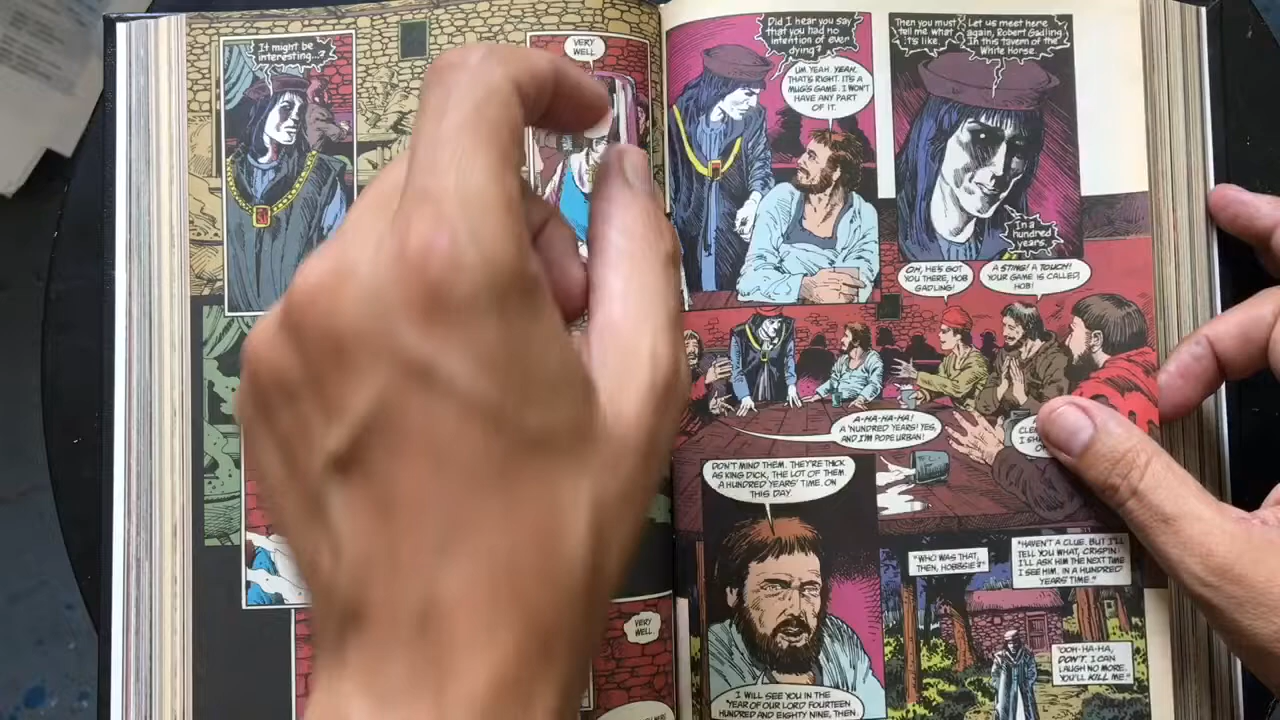 It might be
interesting...?
VERY
WELL.
VERY
WELL.
Did I hear you say
that you had no
intention of ever
dying?
UM. YEAH. YEAH.
THAT'S RIGHT. IT'S A
MUG'S GAME. I WON'T
HAVE ANY PART
OF IT.
Then you must
tell me what
it's like.
Let us meet here
again, Robert Gadling.
In this tavern of the
White Horse.
In a
hundred
years.
OH, HE'S GOT
YOU THERE, HOB
GADLING!
A STING! A TOUCH!
YOUR GAME IS CALLED,
HOB!
A-HA-HA-HA!
A 'NUNDRED YEARS! YES,
AND I'M POPE URBAN!
DON'T MIND THEM. THEY'RE THICK
AS KING DICK, THE LOT OF THEM
A HUNDRED YEARS' TIME. ON
THIS DAY.
I WILL SEE YOU IN THE
YEAR OF OUR LORD FOURTEEN
HUNDRED AND EIGHTY NINE, THEN.
"WHO WAS THAT,
THEN, HOBBSIE?"
"HAVEN'T A CLUE. BUT I'LL
TELL YOU WHAT, CRISPIN!
I'LL ASK HIM THE NEXT TIME
I SEE HIM. IN A HUNDRED
YEARS' TIME."
"OOH-HA-HA,
DON'T. I CAN
LAUGH NO MORE.
YOU'LL KILL ME."